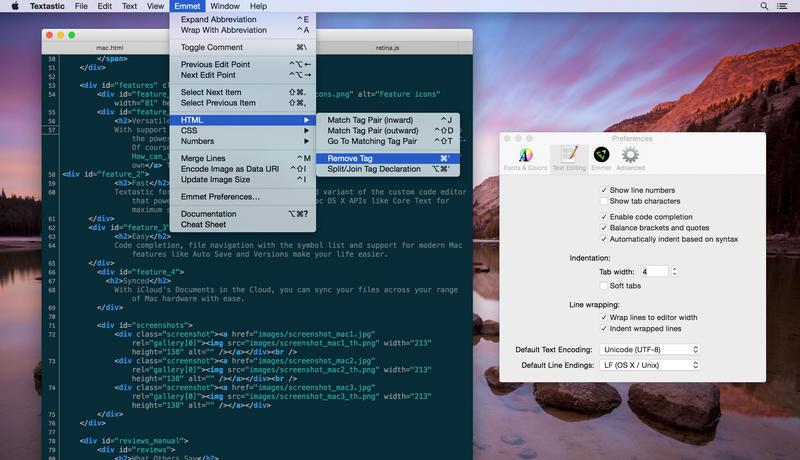 Textastic File Edit Text View Emmet Window Help
Expand Abbreviation ⌃E
Wrap With Abbreviation ⌃A
Toggle Comment ⌘\
Previous Edit Point ⌃⌥←
Next Edit Point ⌃⌥→
Select Next Item ⇧⌘.
Select Previous Item ⇧⌘,
HTML ▶
CSS ▶
Numbers ▶
Merge Lines ⌃M
Encode Image as Data URI ⌃⇧I
Update Image Size ⌃I
Emmet Preferences…
Documentation ⌥⌘?
Cheat Sheet
Match Tag Pair (inward) ⌃J
Match Tag Pair (outward) ⌃⇧D
Go To Matching Tag Pair ⌃⇧T
Remove Tag ⌘'
Split/Join Tag Declaration ⌥⌘'
mac.html retina.js
50 </span>
51 </div>
52
53 <div id="features"
54 cons.png" alt="Feature icons"
width="81"
55
56 <h2>Versatile
57 With support
the
Of course
How_can_I
own</a>
58 <div id="feature_2">
59 <h2>Fast</h2>
60 Textastic for variant of the custom code editor
that ac OS X APIs like Core Text for
maximum
61 </div>
62 <div id="feature_3"
63 <h2>Easy</h2>
64 Code completion, file navigation with the symbol list and support for modern Mac
features like Auto Save and Versions make your life easier.
65 </div>
66 <div id="feature_4">
67 <h2>Synced</h2>
68 With iCloud's Documents in the Cloud, you can sync your files across your range
of Mac hardware with ease.
69 </div>
70
71 <div id="screenshots">
72 <div class="screenshot"><a href="images/screenshot_mac1.jpg"
rel="gallery[0]"><img src="images/screenshot_mac1_th.png" width="213"
height="138" alt="" /></a></div><br />
73 <div class="screenshot"><a href="images/screenshot_mac2.jpg"
rel="gallery[0]"><img src="images/screenshot_mac2_th.png" width="213"
height="138" alt="" /></a></div><br />
74 <div class="screenshot"><a href="images/screenshot_mac3.jpg"
rel="gallery[0]"><img src="images/screenshot_mac3_th.png" width="213"
height="138" alt="" /></a></div>
75 </div>
76 </div>
77
78 <div id="reviews_manual">
79 <div id="reviews">
80 <h2>What Others Say</h2>
Preferences
Fonts & Colors Text Editing Emmet Advanced
Show line numbers
Show tab characters
Enable code completion
Balance brackets and quotes
Automatically indent based on syntax
Indentation:
Tab width: 4
Soft tabs
Line wrapping:
Wrap lines to editor width
Indent wrapped lines
Default Text Encoding: Unicode (UTF-8)
Default Line Endings: LF (OS X / Unix)